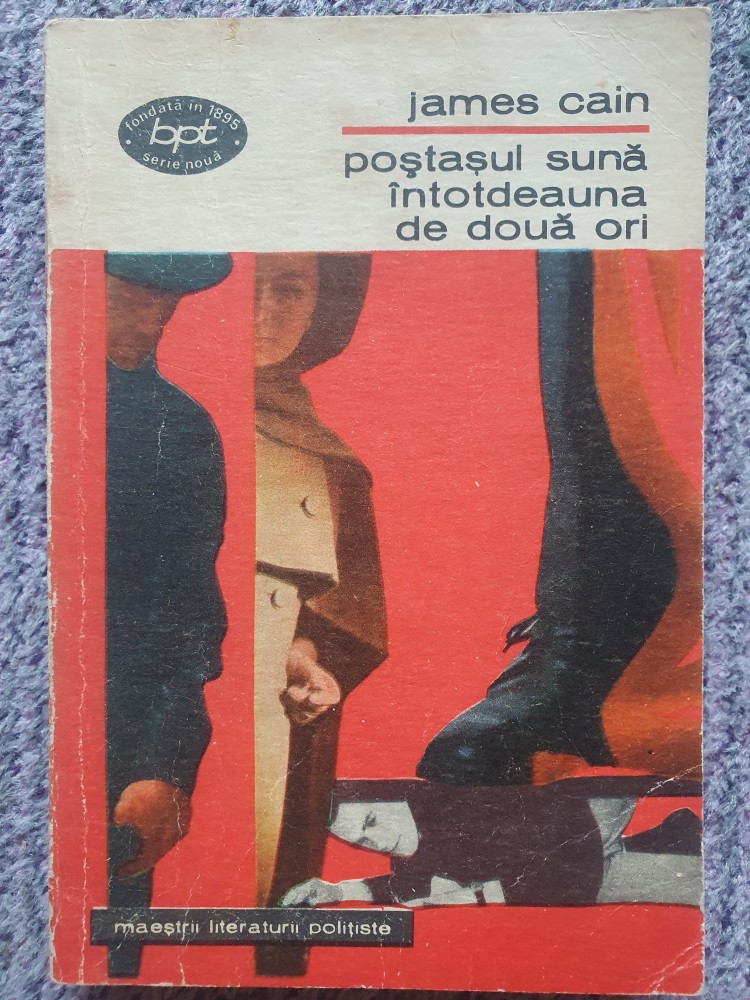 fondată în 1895
bpt
serie nouă
james cain
poştaşul sună
întotdeauna
de două ori
maeştrii literaturii poliţiste